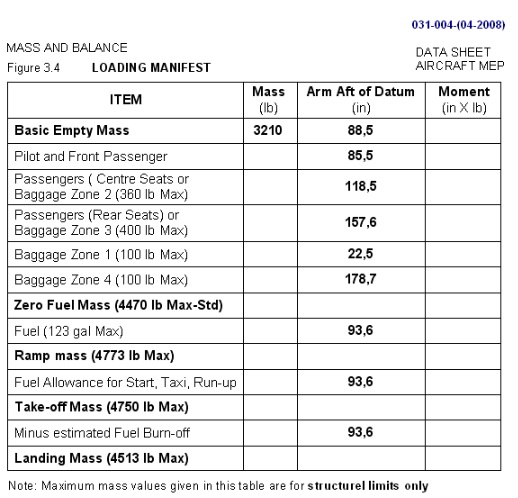 031-004-(04-2008)
MASS AND BALANCE
DATA SHEET
Figure 3.4 LOADING MANIFEST
AIRCRAFT MEP
ITEM
Mass
(lb)
Arm Aft of Datum
(in)
Moment
(in X lb)
Basic Empty Mass 3210 88,5
Pilot and Front Passenger 85,5
Passengers ( Centre Seats or
Baggage Zone 2 (360 lb Max) 118,5
Passengers (Rear Seats) or
Baggage Zone 3 (400 lb Max) 157,6
Baggage Zone 1 (100 lb Max) 22,5
Baggage Zone 4 (100 lb Max) 178,7
Zero Fuel Mass (4470 lb Max-Std)
Fuel (123 gal Max) 93,6
Ramp mass (4773 lb Max)
Fuel Allowance for Start, Taxi, Run-up 93,6
Take-off Mass (4750 lb Max)
Minus estimated Fuel Burn-off 93,6
Landing Mass (4513 lb Max)
Note: Maximum mass values given in this table are for structurel limits only